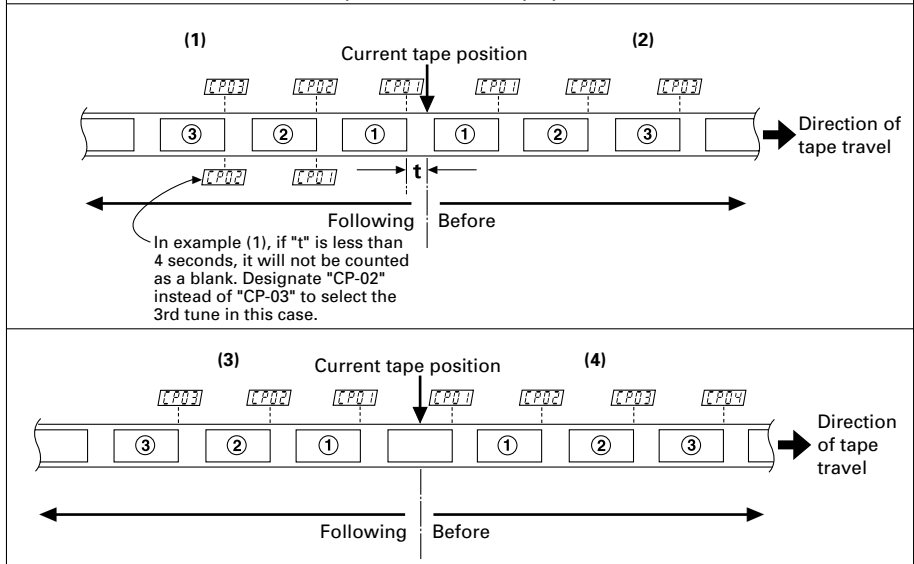 (1)
(2)
Current tape position
CP03 CP02 CP01 CP01 CP02 CP03
③ ② ① ① ② ③
Direction of
tape travel
CP02 CP01
t
Following Before
In example (1), if "t" is less than
4 seconds, it will not be counted
as a blank. Designate "CP-02"
instead of "CP-03" to select the
3rd tune in this case.
(3)
(4)
Current tape position
CP03 CP02 CP01 CP01 CP02 CP03 CP04
③ ② ① ① ② ③
Direction
of tape
travel
Following Before